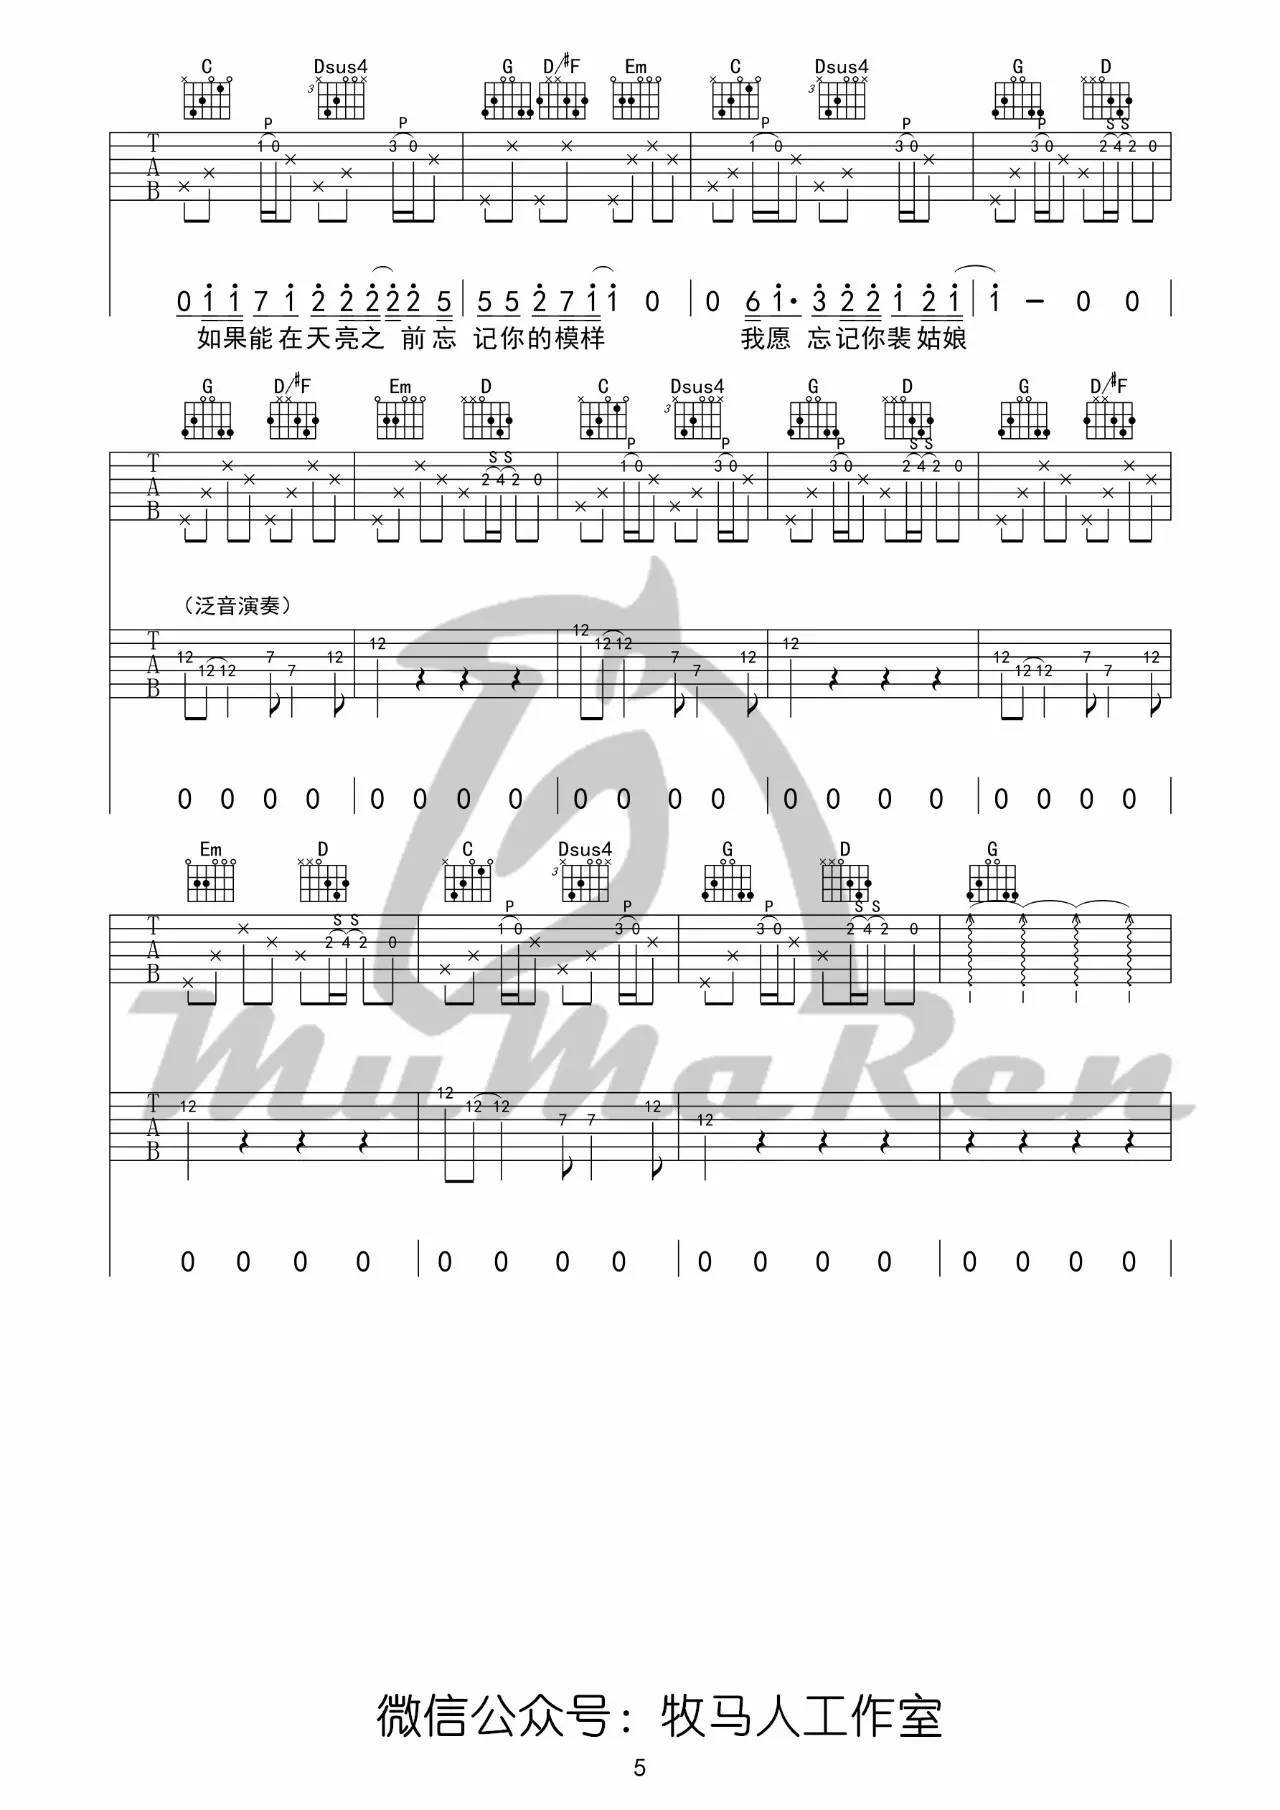 C Dsus4 G D/#F Em C Dsus4 G D
3 3
P P P P S S
T A B 1 0 3 0 1 0 3 0 3 0 2 4 2 0
0 1 1 7 1 2 2 2 2 2 5 5 5 2 7 1 1 0 0 6 1· 3 2 2 1 2 1 1 – 0 0
如果能在天亮之 前忘 记你的模样 我愿 忘记你裴姑娘
G D/#F Em D C Dsus4 G D G D/#F
3
S S P P P S S
T A B 2 4 2 0 1 0 3 0 3 0 2 4 2 0
（泛音演奏）
T A B 12 12 12 7 7 12 12 12 12 12 7 7 12 12 12 12 12 7 7 12
0 0 0 0 0 0 0 0 0 0 0 0 0 0 0 0 0 0 0 0
Em D C Dsus4 G D G
3
S S P P P S S
T A B 2 4 2 0 1 0 3 0 3 0 2 4 2 0
MuMaRen
T A B 12 12 12 12 7 7 12 12
0 0 0 0 0 0 0 0 0 0 0 0 0 0 0 0
微信公众号：牧马人工作室
5